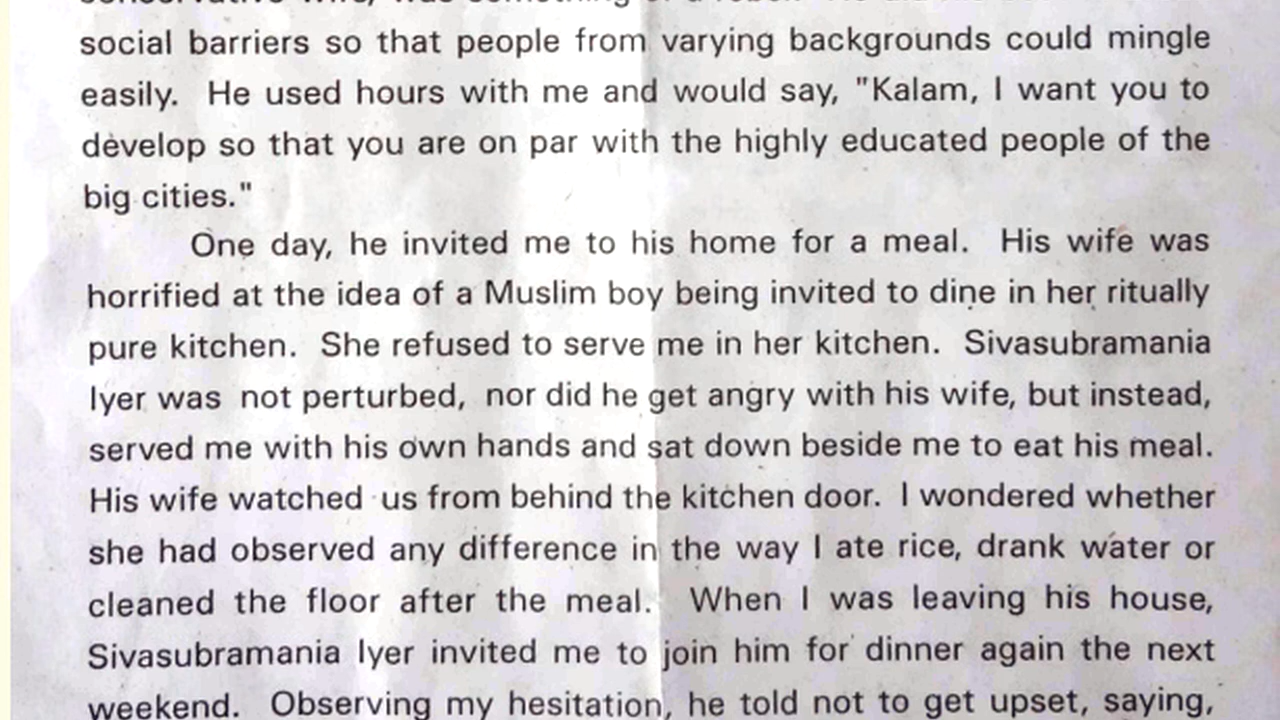 social barriers so that people from varying backgrounds could mingle
easily. He used hours with me and would say, "Kalam, I want you to
develop so that you are on par with the highly educated people of the
big cities."
One day, he invited me to his home for a meal. His wife was
horrified at the idea of a Muslim boy being invited to dine in her ritually
pure kitchen. She refused to serve me in her kitchen. Sivasubramania
Iyer was not perturbed, nor did he get angry with his wife, but instead,
served me with his own hands and sat down beside me to eat his meal.
His wife watched us from behind the kitchen door. I wondered whether
she had observed any difference in the way I ate rice, drank water or
cleaned the floor after the meal. When I was leaving his house,
Sivasubramania Iyer invited me to join him for dinner again the next
weekend. Observing my hesitation, he told not to get upset, saying,